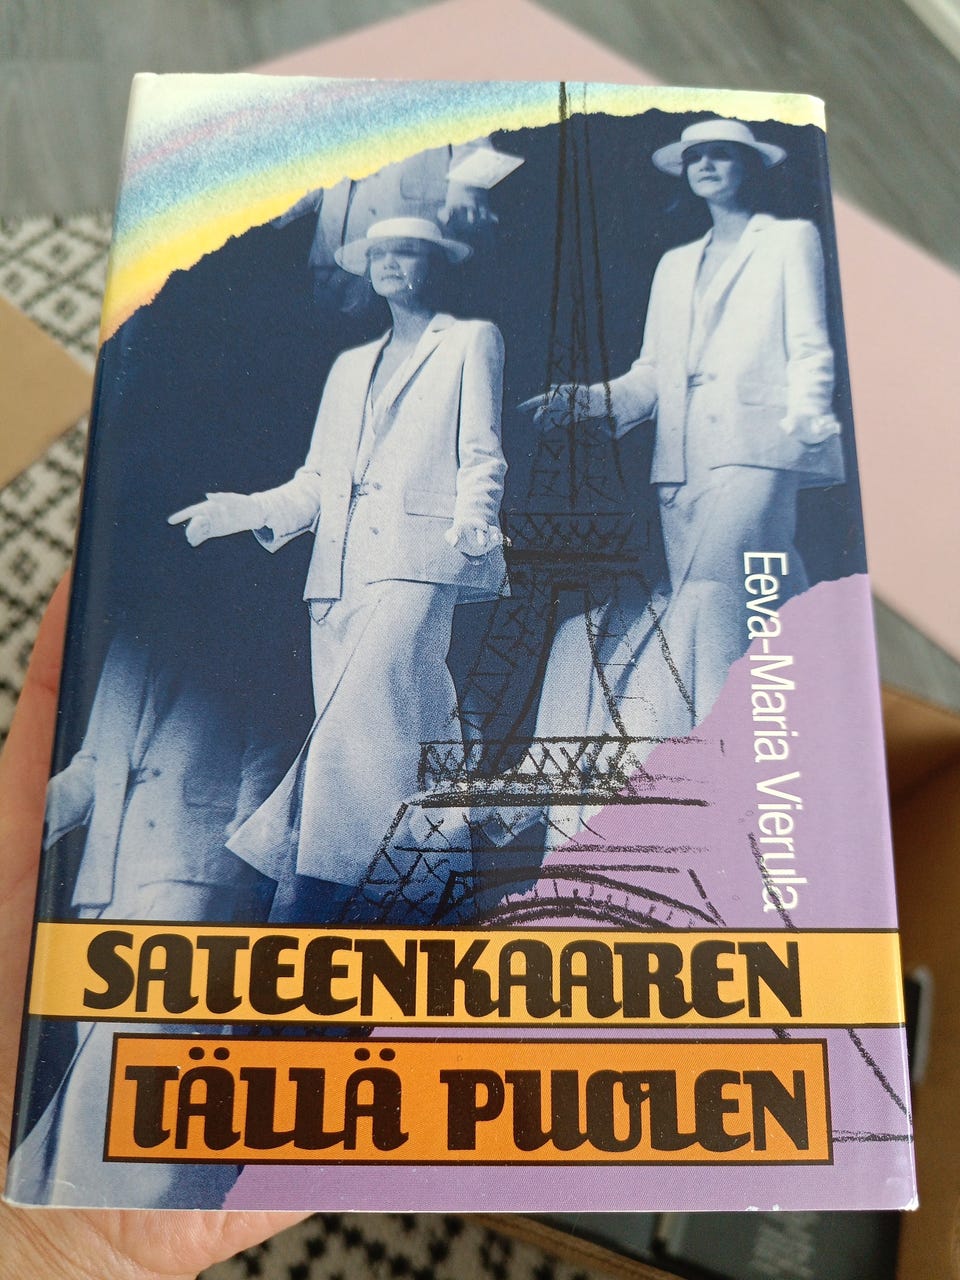 Eeva-Maria Vierula
SATEENKAAREN
TÄLLÄ PUOLEN